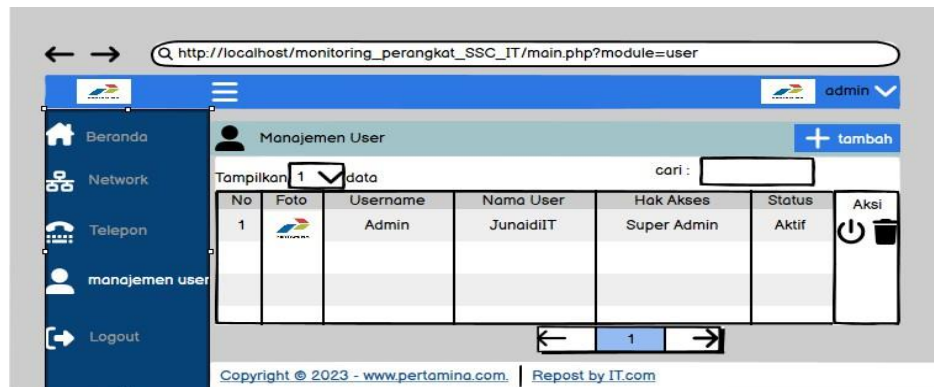 http://localhost/monitoring_perangkat_SSC_IT/main.php?module=user
admin
Beranda
Network
Telepon
manajemen user
Logout
Manajemen User
tambah
Tampilkan 1 data
cari :
No Foto Username Nama User Hak Akses Status Aksi
1 Admin JunaidiIT Super Admin Aktif
1
Copyright © 2023 - www.pertamina.com. Repost by IT.com